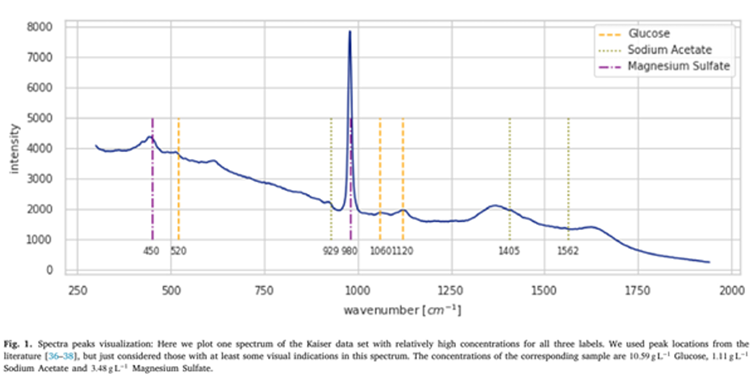 8000
7000
6000
5000
4000
3000
2000
1000
0
intensity
Glucose
Sodium Acetate
Magnesium Sulfate
450 520 929 980 1060 1120 1405 1562
250 500 750 1000 1250 1500 1750 2000
wavenumber [cm⁻¹]
Fig. 1. Spectra peaks visualization: Here we plot one spectrum of the Kaiser data set with relatively high concentrations for all three labels. We used peak locations from the
literature [36–38], but just considered those with at least some visual indications in this spectrum. The concentrations of the corresponding sample are 10.59 g L⁻¹ Glucose, 1.11 g L⁻¹
Sodium Acetate and 3.48 g L⁻¹ Magnesium Sulfate.